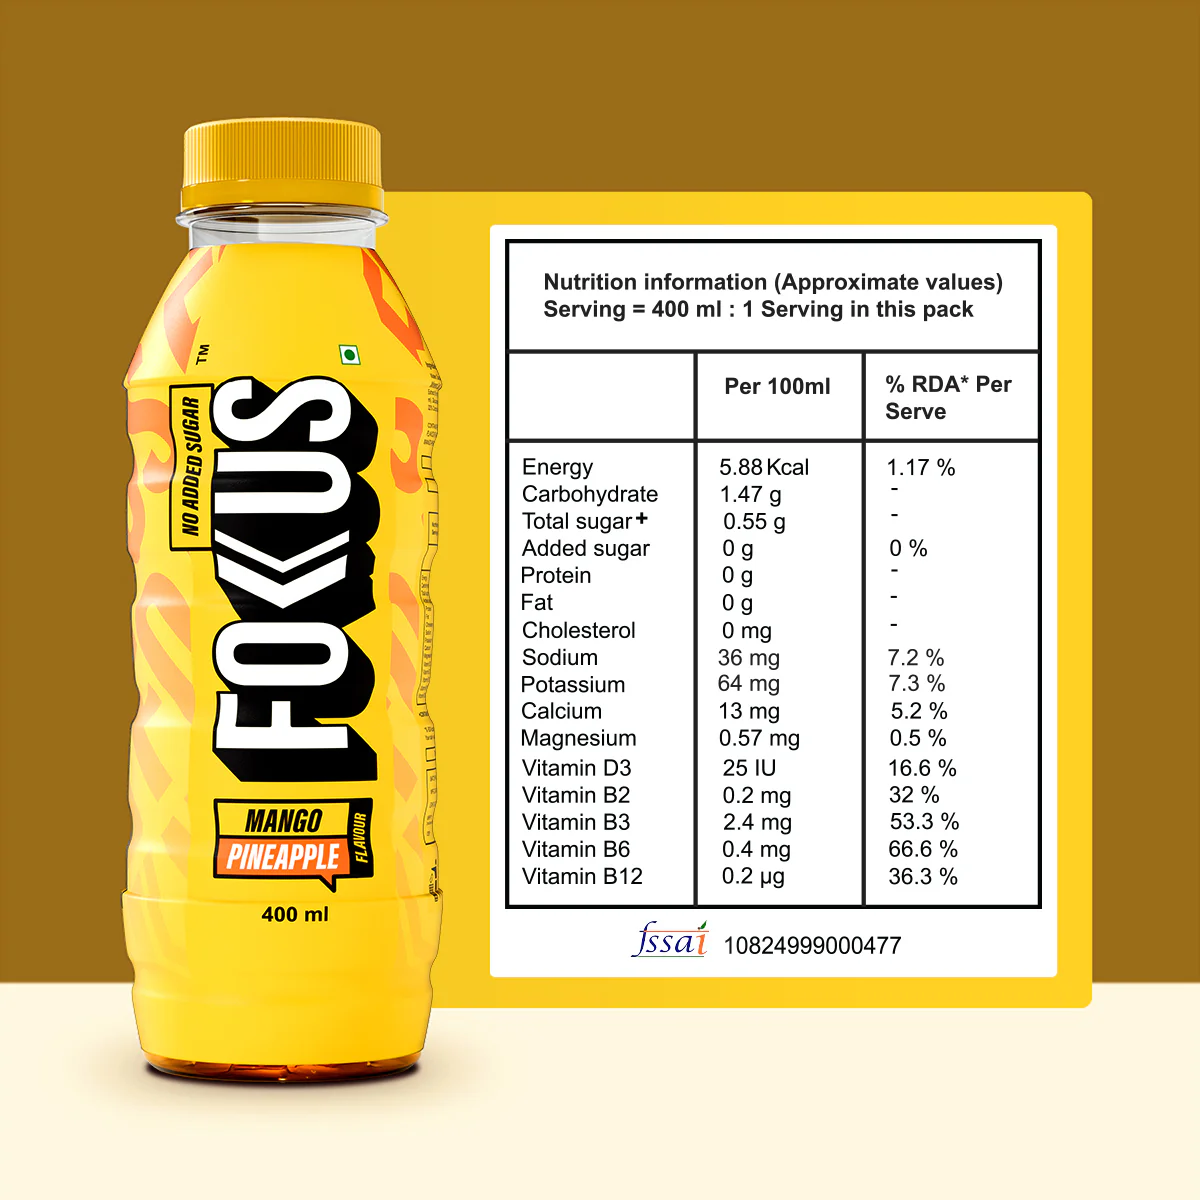 TM
NO ADDED SUGAR
FOKUS
MANGO
PINEAPPLE
FLAVOUR
400 ml
Nutrition information (Approximate values)
Serving = 400 ml : 1 Serving in this pack
Per 100ml % RDA* Per Serve
Energy 5.88 Kcal 1.17 %
Carbohydrate 1.47 g -
Total sugar+ 0.55 g -
Added sugar 0 g 0 %
Protein 0 g -
Fat 0 g -
Cholesterol 0 mg -
Sodium 36 mg 7.2 %
Potassium 64 mg 7.3 %
Calcium 13 mg 5.2 %
Magnesium 0.57 mg 0.5 %
Vitamin D3 25 IU 16.6 %
Vitamin B2 0.2 mg 32 %
Vitamin B3 2.4 mg 53.3 %
Vitamin B6 0.4 mg 66.6 %
Vitamin B12 0.2 µg 36.3 %
fssai 10824999000477